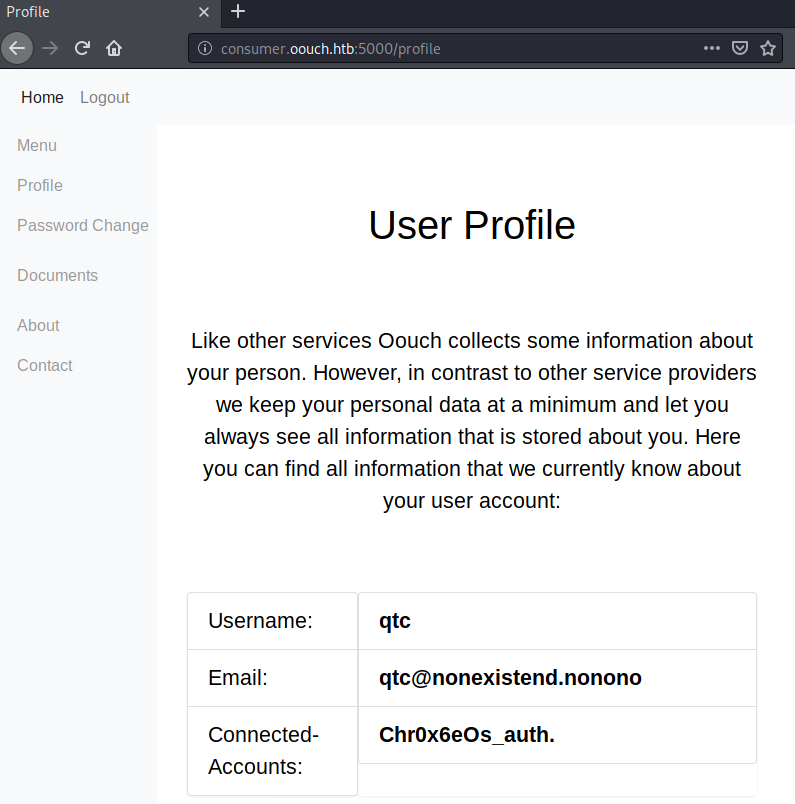 Profile
consumer.oouch.htb:5000/profile
Home Logout
Menu
Profile
Password Change
Documents
About
Contact
User Profile
Like other services Oouch collects some information about
your person. However, in contrast to other service providers
we keep your personal data at a minimum and let you
always see all information that is stored about you. Here
you can find all information that we currently know about
your user account:
Username: qtc
Email: qtc@nonexistend.nonono
Connected- Chr0x6eOs_auth.
Accounts: